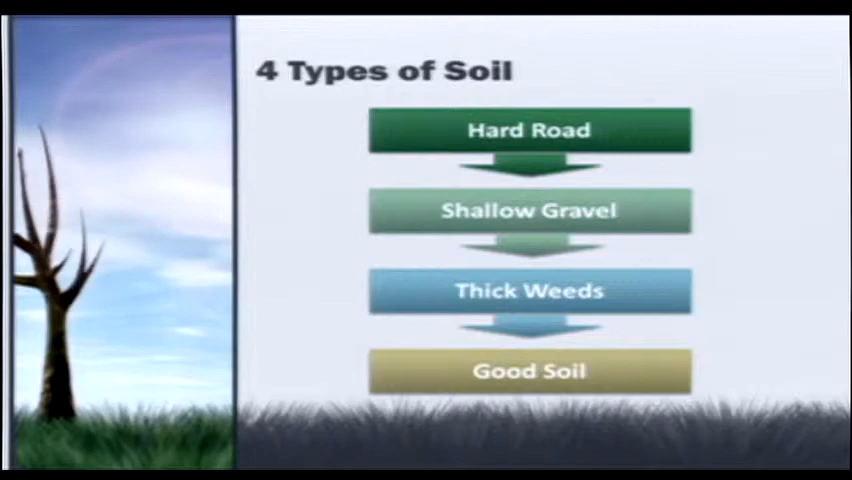 4 Types of Soil
Hard Road
Shallow Gravel
Thick Weeds
Good Soil